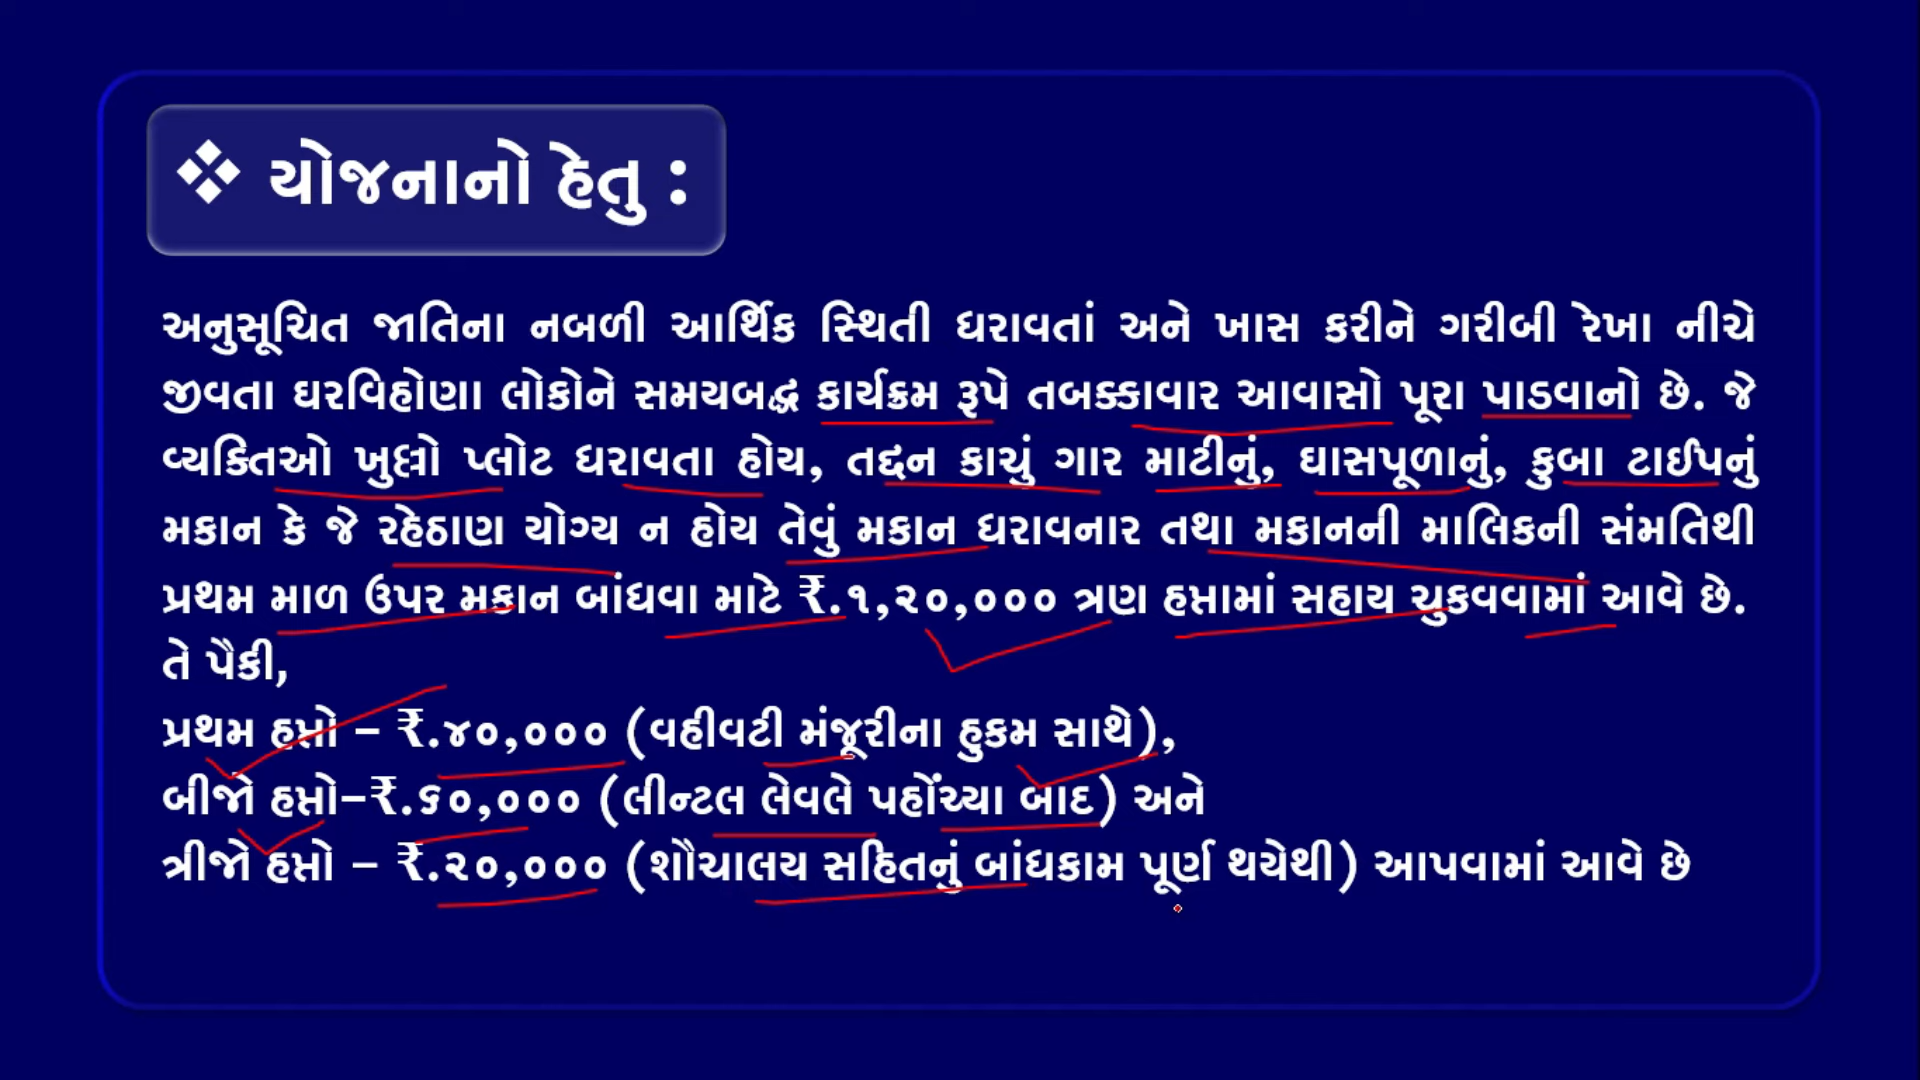 ❖ યોજનાનો હેતુ :
અનુસૂચિત જાતિના નબળી આર્થિક સ્થિતી ધરાવતાં અને ખાસ કરીને ગરીબી રેખા નીચે
જીવતા ઘરવિહોણા લોકોને સમયબદ્ધ કાર્યક્રમ રૂપે તબક્કાવાર આવાસો પૂરા પાડવાનો છે. જે
વ્યક્તિઓ ખુલ્લો પ્લોટ ધરાવતા હોય, તદ્દન કાચું ગાર માટીનું, ઘાસપૂળાનું, કુબા ટાઈપનું
મકાન કે જે રહેઠાણ યોગ્ય ન હોય તેવું મકાન ધરાવનાર તથા મકાનની માલિકની સંમતિથી
પ્રથમ માળ ઉપર મકાન બાંધવા માટે ₹.૧,૨૦,૦૦૦ ત્રણ હપ્તામાં સહાય ચુકવવામાં આવે છે.
તે પૈકી,
પ્રથમ હપ્તો – ₹.૪૦,૦૦૦ (વહીવટી મંજૂરીના હુકમ સાથે),
બીજો હપ્તો–₹.૬૦,૦૦૦ (લીન્ટલ લેવલે પહોંચ્યા બાદ) અને
ત્રીજો હપ્તો – ₹.૨૦,૦૦૦ (શૌચાલય સહિતનું બાંધકામ પૂર્ણ થયેથી) આપવામાં આવે છે